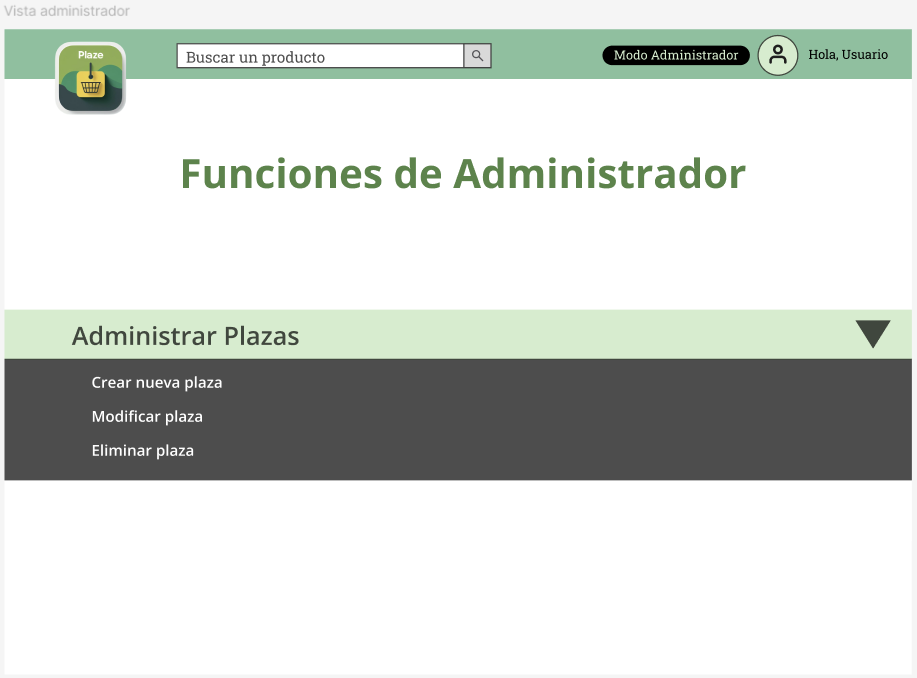 Vista administrador
Plaze
Buscar un producto
Modo Administrador
Hola, Usuario
Funciones de Administrador
Administrar Plazas
Crear nueva plaza
Modificar plaza
Eliminar plaza